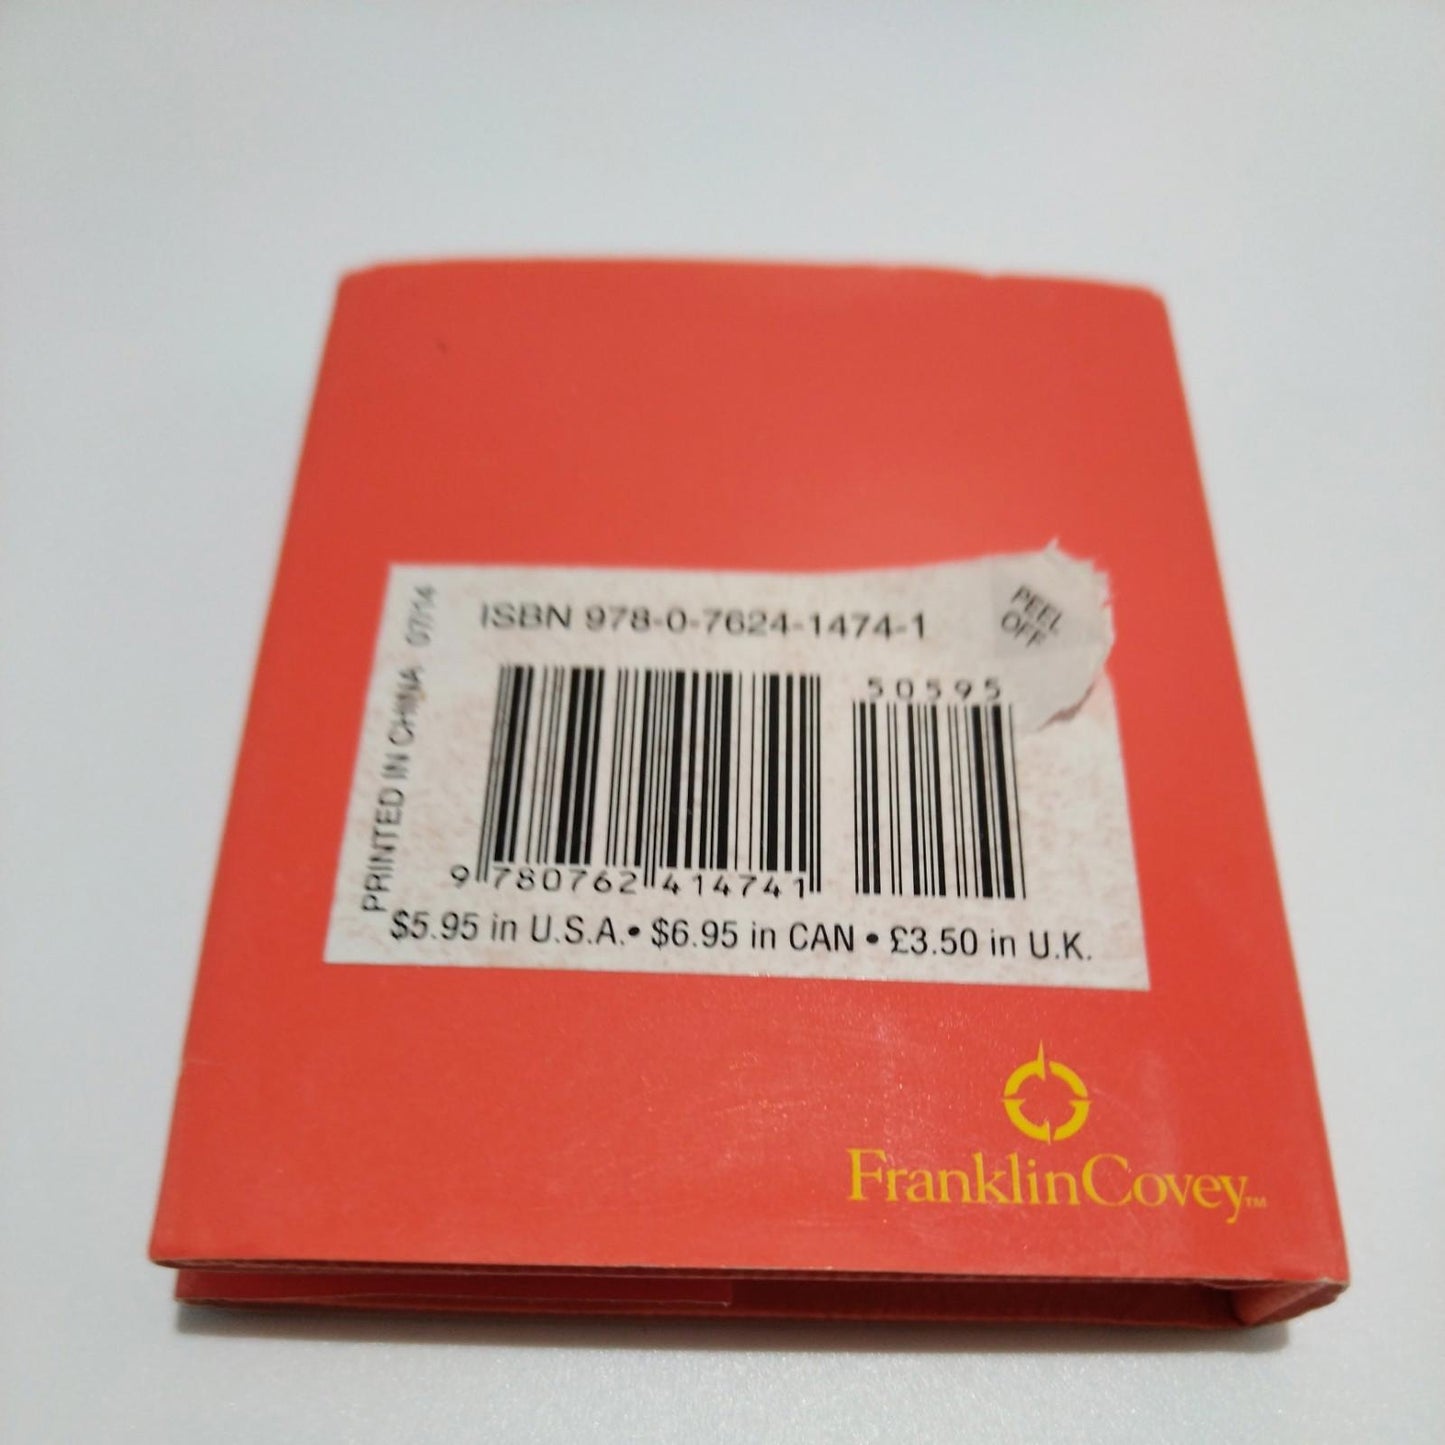 PRINTED IN CHINA 07/14
ISBN 978-0-7624-1474-1
PEEL
OFF
50595
9 780762 414741
$5.95 in U.S.A. • $6.95 in CAN • £3.50 in U.K.
FranklinCovey™